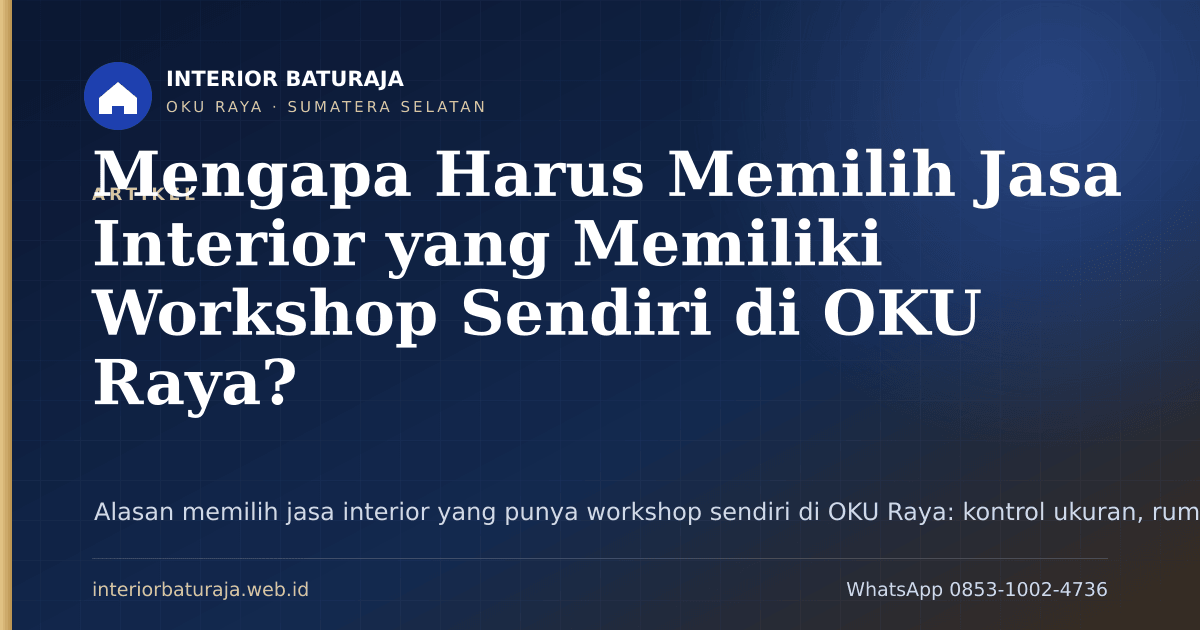 INTERIOR BATURAJA
OKU RAYA · SUMATERA SELATAN
ARTIKEL
Mengapa Harus Memilih Jasa
Interior yang Memiliki
Workshop Sendiri di OKU
Raya?
Alasan memilih jasa interior yang punya workshop sendiri di OKU Raya: kontrol ukuran, rum
interiorbaturaja.web.id
WhatsApp 0853-1002-4736